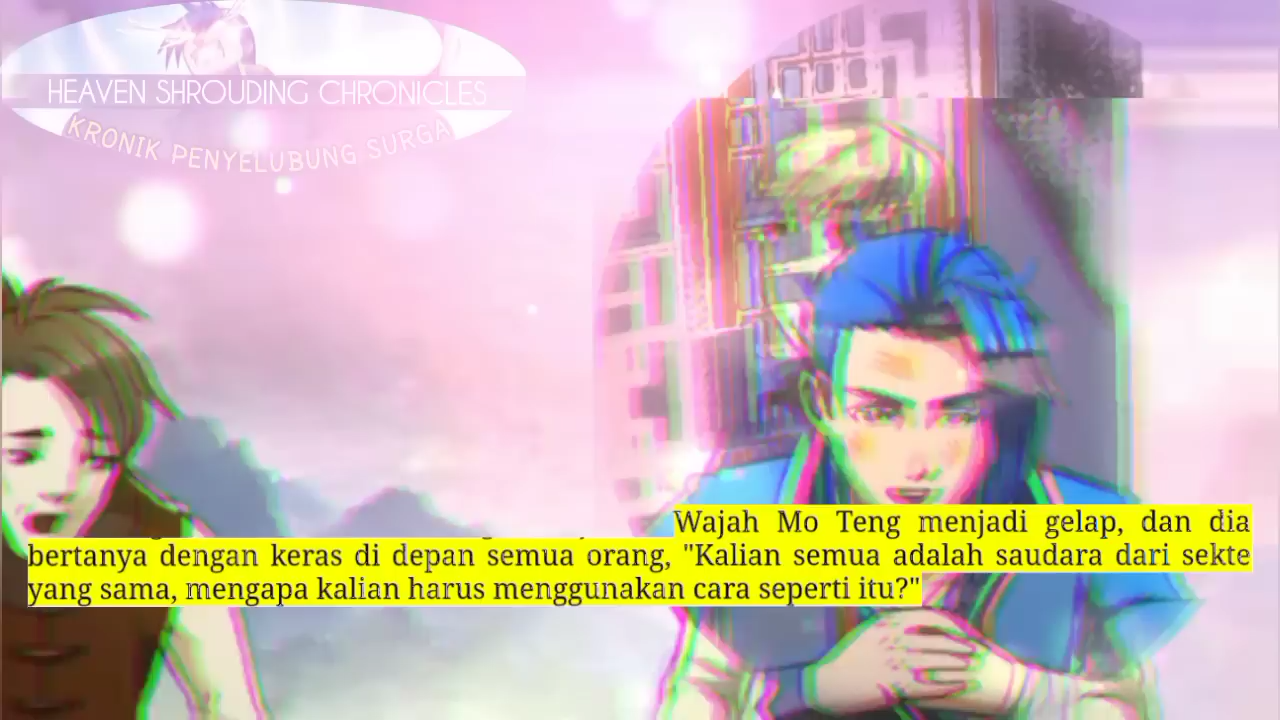 HEAVEN SHROUDING CHRONICLES
KRONIK PENYELUBUNG SURGA
Wajah Mo Teng menjadi gelap, dan dia
bertanya dengan keras di depan semua orang, "Kalian semua adalah saudara dari sekte
yang sama, mengapa kalian harus menggunakan cara seperti itu?"